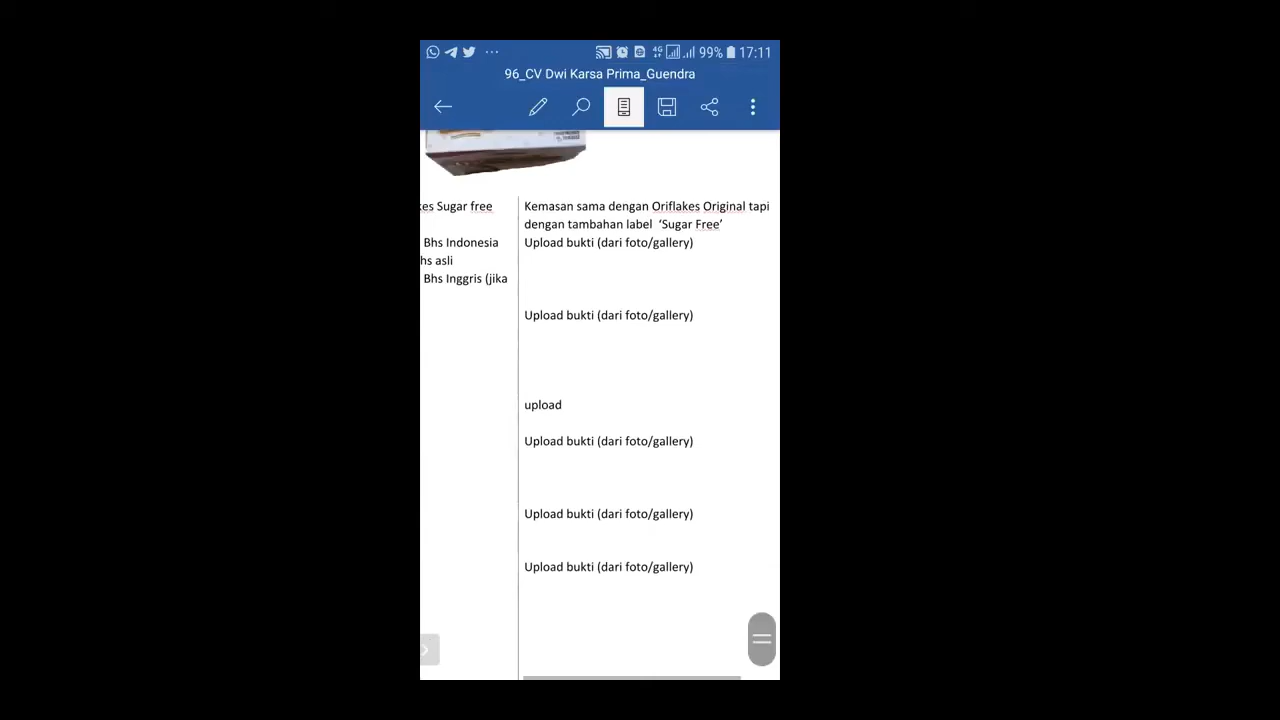 99% 17:11
96_CV Dwi Karsa Prima_Guendra
kes Sugar free
Kemasan sama dengan Oriflakes Original tapi
dengan tambahan label ‘Sugar Free’
Bhs Indonesia
Upload bukti (dari foto/gallery)
hs asli
Bhs Inggris (jika
Upload bukti (dari foto/gallery)
upload
Upload bukti (dari foto/gallery)
Upload bukti (dari foto/gallery)
Upload bukti (dari foto/gallery)